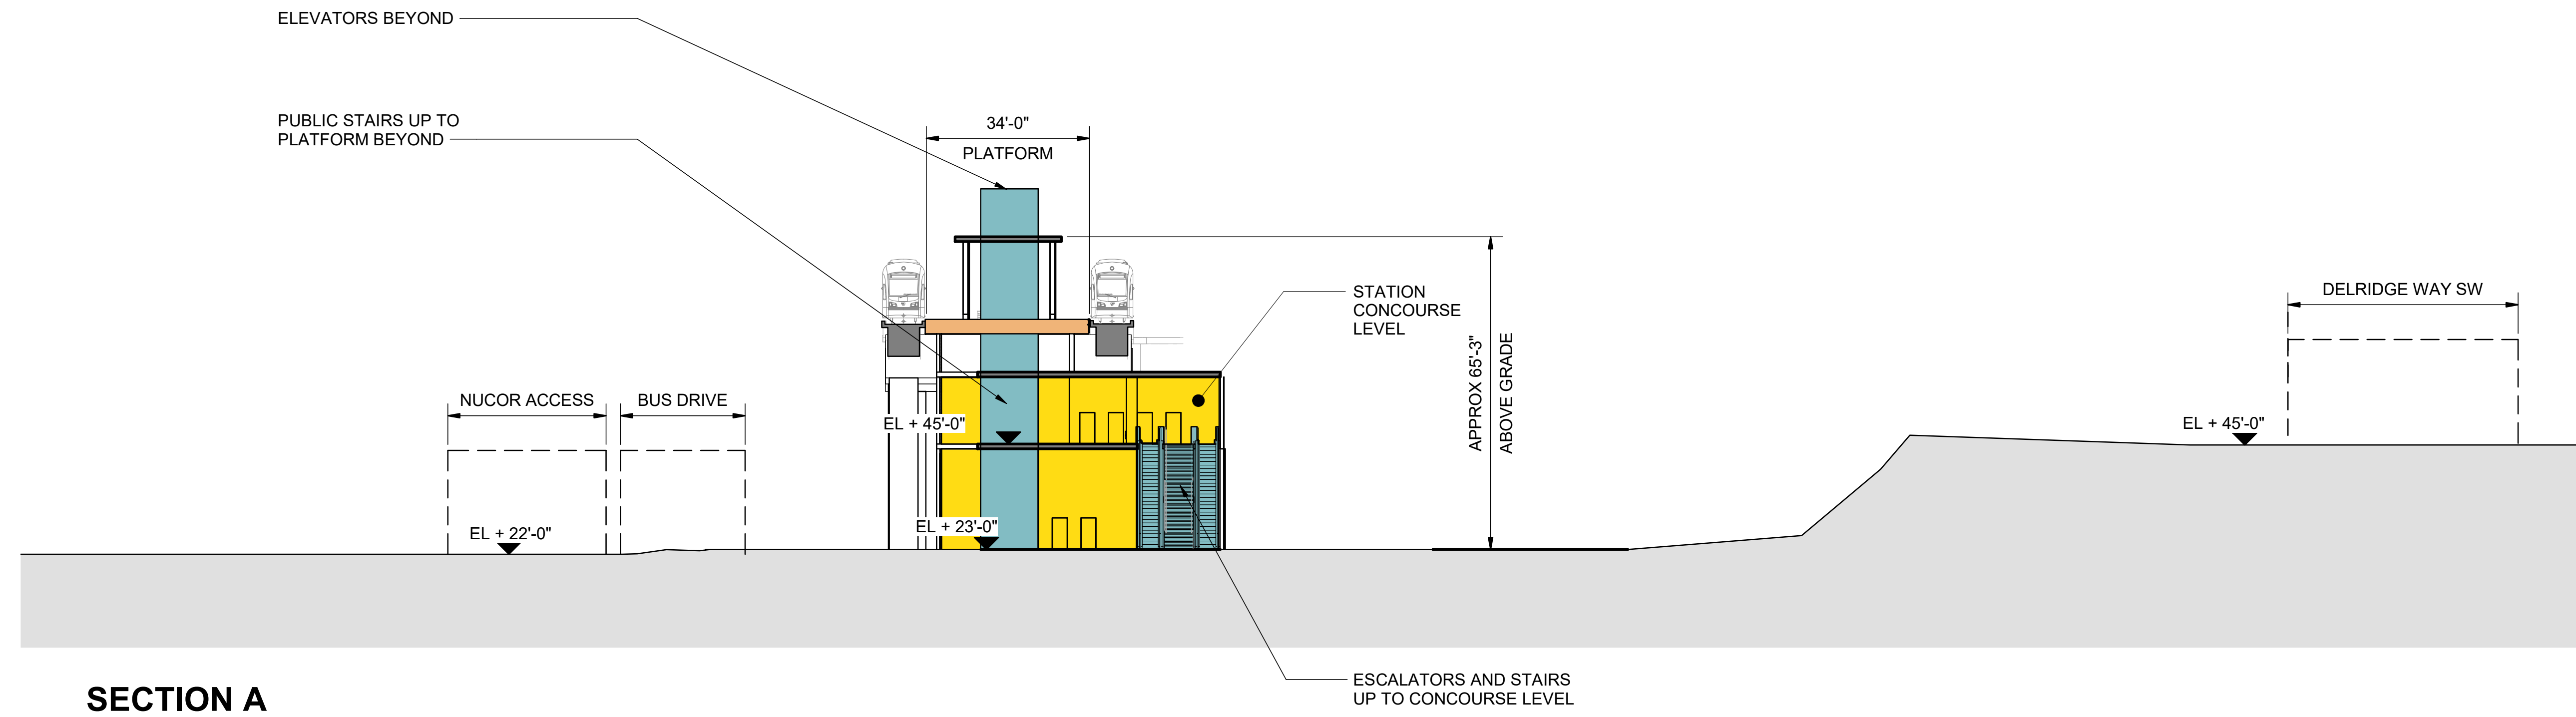 ELEVATORS BEYOND
PUBLIC STAIRS UP TO
PLATFORM BEYOND
34'-0"
PLATFORM
STATION
CONCOURSE
LEVEL
APPROX 65'-3"
ABOVE GRADE
DELRIDGE WAY SW
NUCOR ACCESS
BUS DRIVE
EL + 45'-0"
EL + 45'-0"
EL + 22'-0"
EL + 23'-0"
ESCALATORS AND STAIRS
UP TO CONCOURSE LEVEL
SECTION A